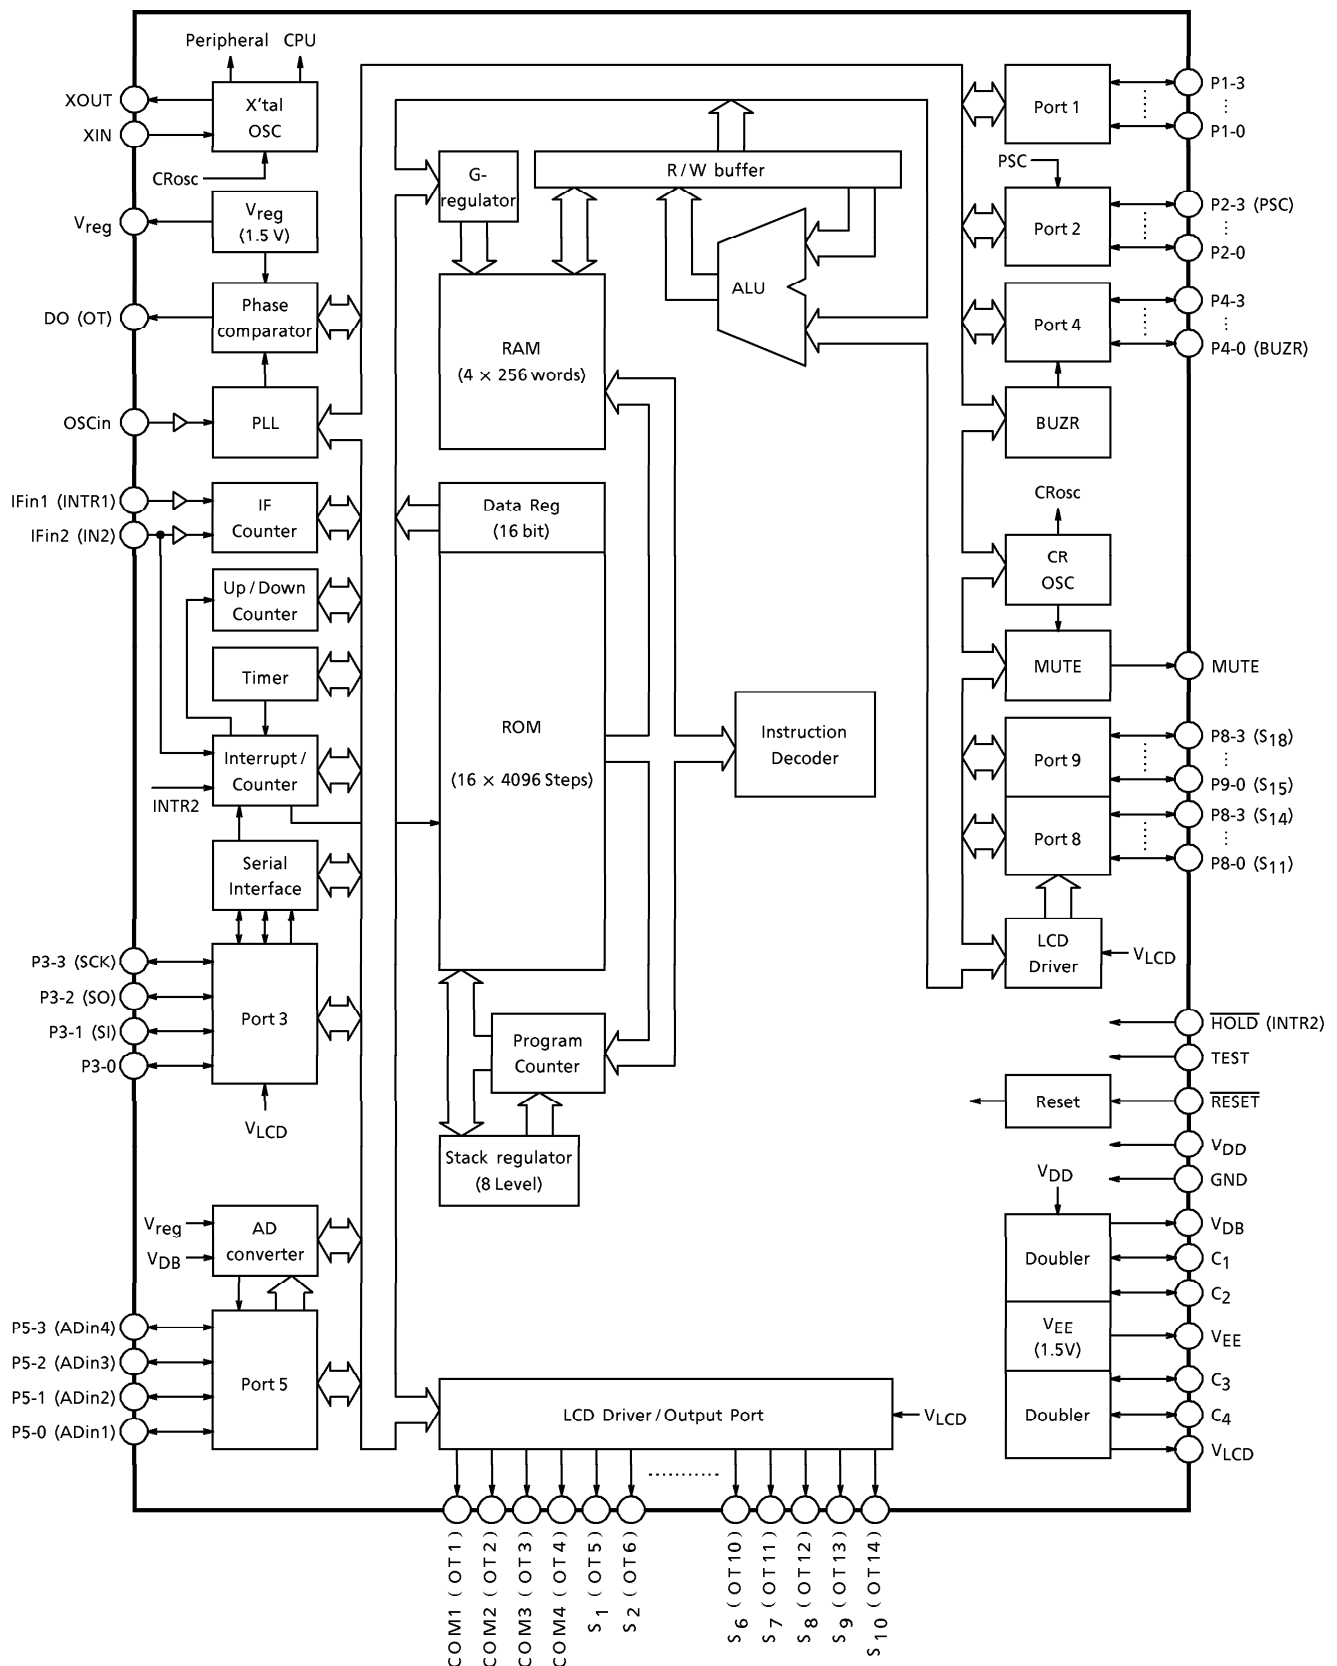 Peripheral CPU
XOUT
XIN
X'tal
OSC
CRosc
Vreg
Vreg
(1.5 V)
DO (OT)
Phase
comparator
OSCin
PLL
IFin1 (INTR1)
IFin2 (IN2)
IF
Counter
Up / Down
Counter
Timer
Interrupt /
Counter
INTR2
Serial
Interface
P3-3 (SCK)
P3-2 (SO)
P3-1 (SI)
P3-0
Port 3
VLCD
Vreg
VDB
AD
converter
P5-3 (ADin4)
P5-2 (ADin3)
P5-1 (ADin2)
P5-0 (ADin1)
Port 5
G-
regulator
R / W buffer
ALU
RAM
(4 × 256 words)
Data Reg
(16 bit)
ROM
(16 × 4096 Steps)
Instruction
Decoder
Program
Counter
Stack regulator
(8 Level)
LCD Driver / Output Port
VLCD
COM1 (OT1)
COM2 (OT2)
COM3 (OT3)
COM4 (OT4)
S1 (OT5)
S2 (OT6)
S6 (OT10)
S7 (OT11)
S8 (OT12)
S9 (OT13)
S10 (OT14)
Port 1
P1-3
P1-0
PSC
Port 2
P2-3 (PSC)
P2-0
Port 4
P4-3
P4-0 (BUZR)
BUZR
CRosc
CR
OSC
MUTE
MUTE
Port 9
P8-3 (S18)
P9-0 (S15)
Port 8
P8-3 (S14)
P8-0 (S11)
LCD
Driver
VLCD
HOLD (INTR2)
TEST
Reset
RESET
VDD
GND
VDD
Doubler
VDB
C1
C2
VEE
(1.5V)
VEE
Doubler
C3
C4
VLCD